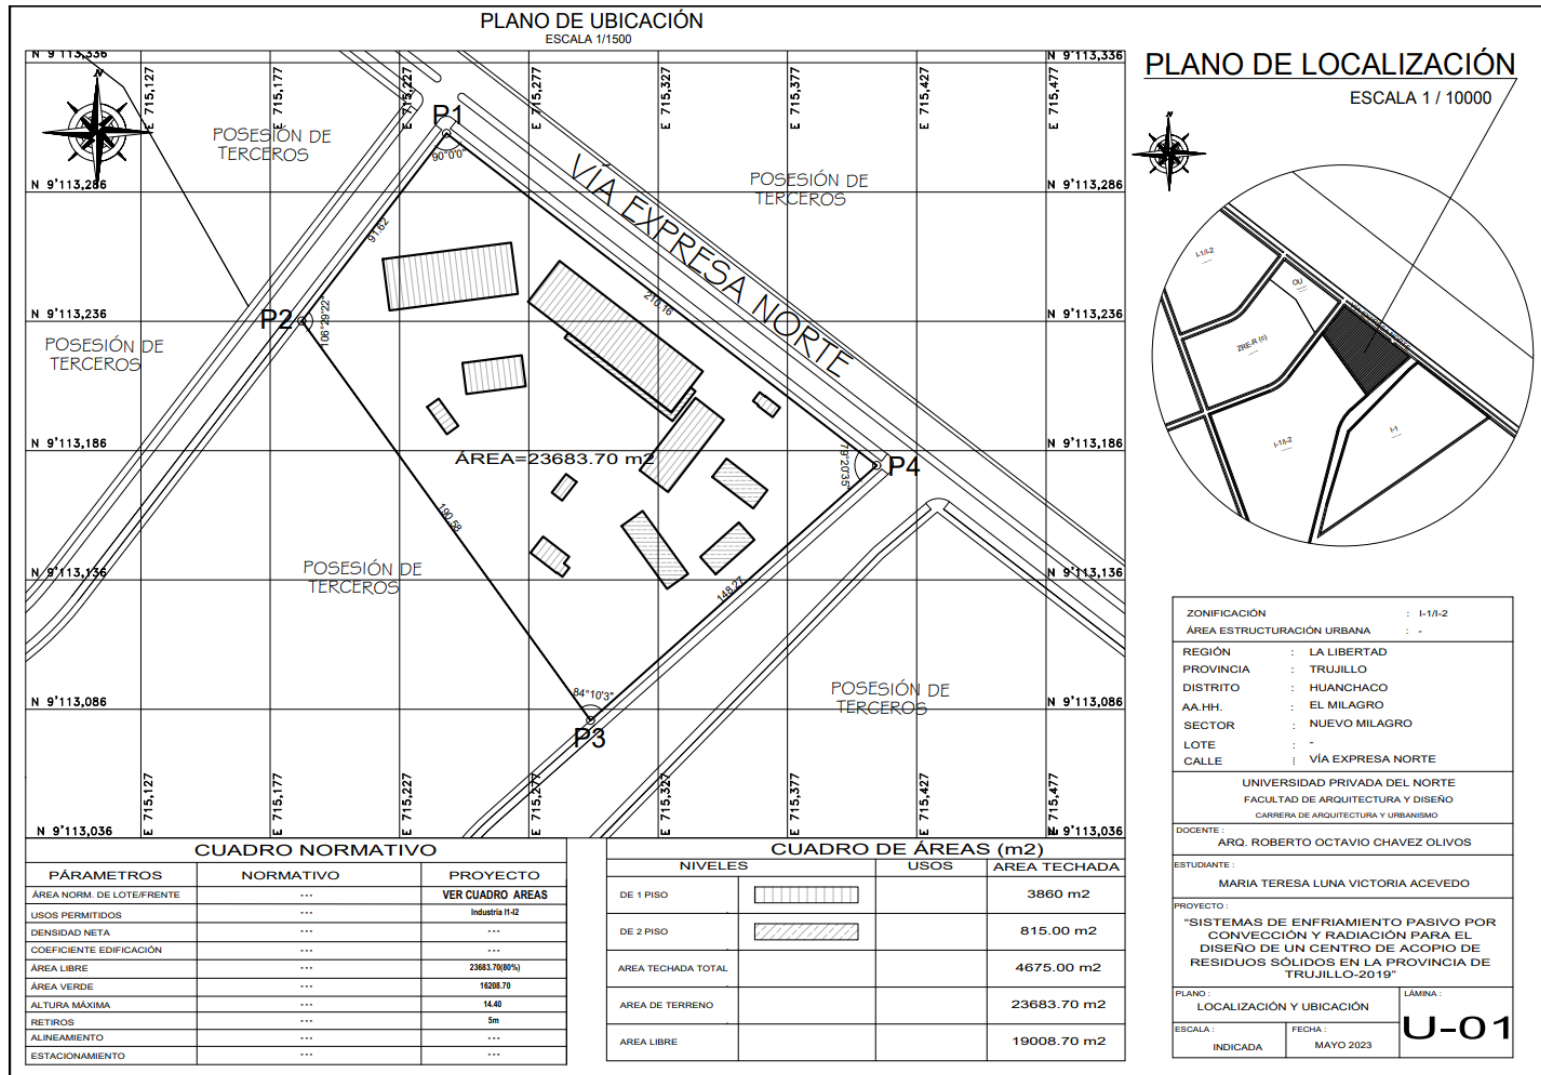 PLANO DE UBICACIÓN
ESCALA 1/1500
N 9'113,336
N 9'113,336
E 715,127
E 715,177
E 715,227
E 715,277
E 715,327
E 715,377
E 715,427
E 715,477
N
P1
90°0'0"
POSESIÓN DE
TERCEROS
POSESIÓN DE
TERCEROS
VÍA EXPRESA NORTE
N 9'113,286
N 9'113,286
91.62
216.16
N 9'113,236
N 9'113,236
P2
106°29'22"
POSESIÓN DE
TERCEROS
N 9'113,186
N 9'113,186
ÁREA=23683.70 m2
79°20'35"
P4
190.58
POSESIÓN DE
TERCEROS
148.27
N 9'113,136
N 9'113,136
84°10'3"
P3
POSESIÓN DE
TERCEROS
N 9'113,086
N 9'113,086
E 715,127
E 715,177
E 715,227
E 715,277
E 715,327
E 715,377
E 715,427
E 715,477
N 9'113,036
N 9'113,036
PLANO DE LOCALIZACIÓN
ESCALA 1 / 10000
N
I-1/I-2
OU
ZRE-R
VÍA EXPRESA NORTE
I-1/I-2
I-1
CUADRO NORMATIVO
PÁRAMETROS NORMATIVO PROYECTO
ÁREA NORM. DE LOTE/FRENTE --- VER CUADRO AREAS
USOS PERMITIDOS --- Industria I1-I2
DENSIDAD NETA --- ---
COEFICIENTE EDIFICACIÓN --- ---
ÁREA LIBRE --- 23683.70(80%)
ÁREA VERDE --- 16208.70
ALTURA MÁXIMA --- 14.40
RETIROS --- 5m
ALINEAMIENTO --- ---
ESTACIONAMIENTO --- ---
CUADRO DE ÁREAS (m2)
NIVELES USOS AREA TECHADA
DE 1 PISO 3860 m2
DE 2 PISO 815.00 m2
AREA TECHADA TOTAL 4675.00 m2
AREA DE TERRENO 23683.70 m2
AREA LIBRE 19008.70 m2
ZONIFICACIÓN : I-1/I-2
ÁREA ESTRUCTURACIÓN URBANA : -
REGIÓN : LA LIBERTAD
PROVINCIA : TRUJILLO
DISTRITO : HUANCHACO
AA.HH. : EL MILAGRO
SECTOR : NUEVO MILAGRO
LOTE : -
CALLE : VÍA EXPRESA NORTE
UNIVERSIDAD PRIVADA DEL NORTE
FACULTAD DE ARQUITECTURA Y DISEÑO
CARRERA DE ARQUITECTURA Y URBANISMO
DOCENTE :
ARQ. ROBERTO OCTAVIO CHAVEZ OLIVOS
ESTUDIANTE :
MARIA TERESA LUNA VICTORIA ACEVEDO
PROYECTO :
"SISTEMAS DE ENFRIAMIENTO PASIVO POR
CONVECCIÓN Y RADIACIÓN PARA EL
DISEÑO DE UN CENTRO DE ACOPIO DE
RESIDUOS SÓLIDOS EN LA PROVINCIA DE
TRUJILLO-2019"
PLANO :
LOCALIZACIÓN Y UBICACIÓN
LÁMINA :
U-01
ESCALA :
INDICADA
FECHA :
MAYO 2023